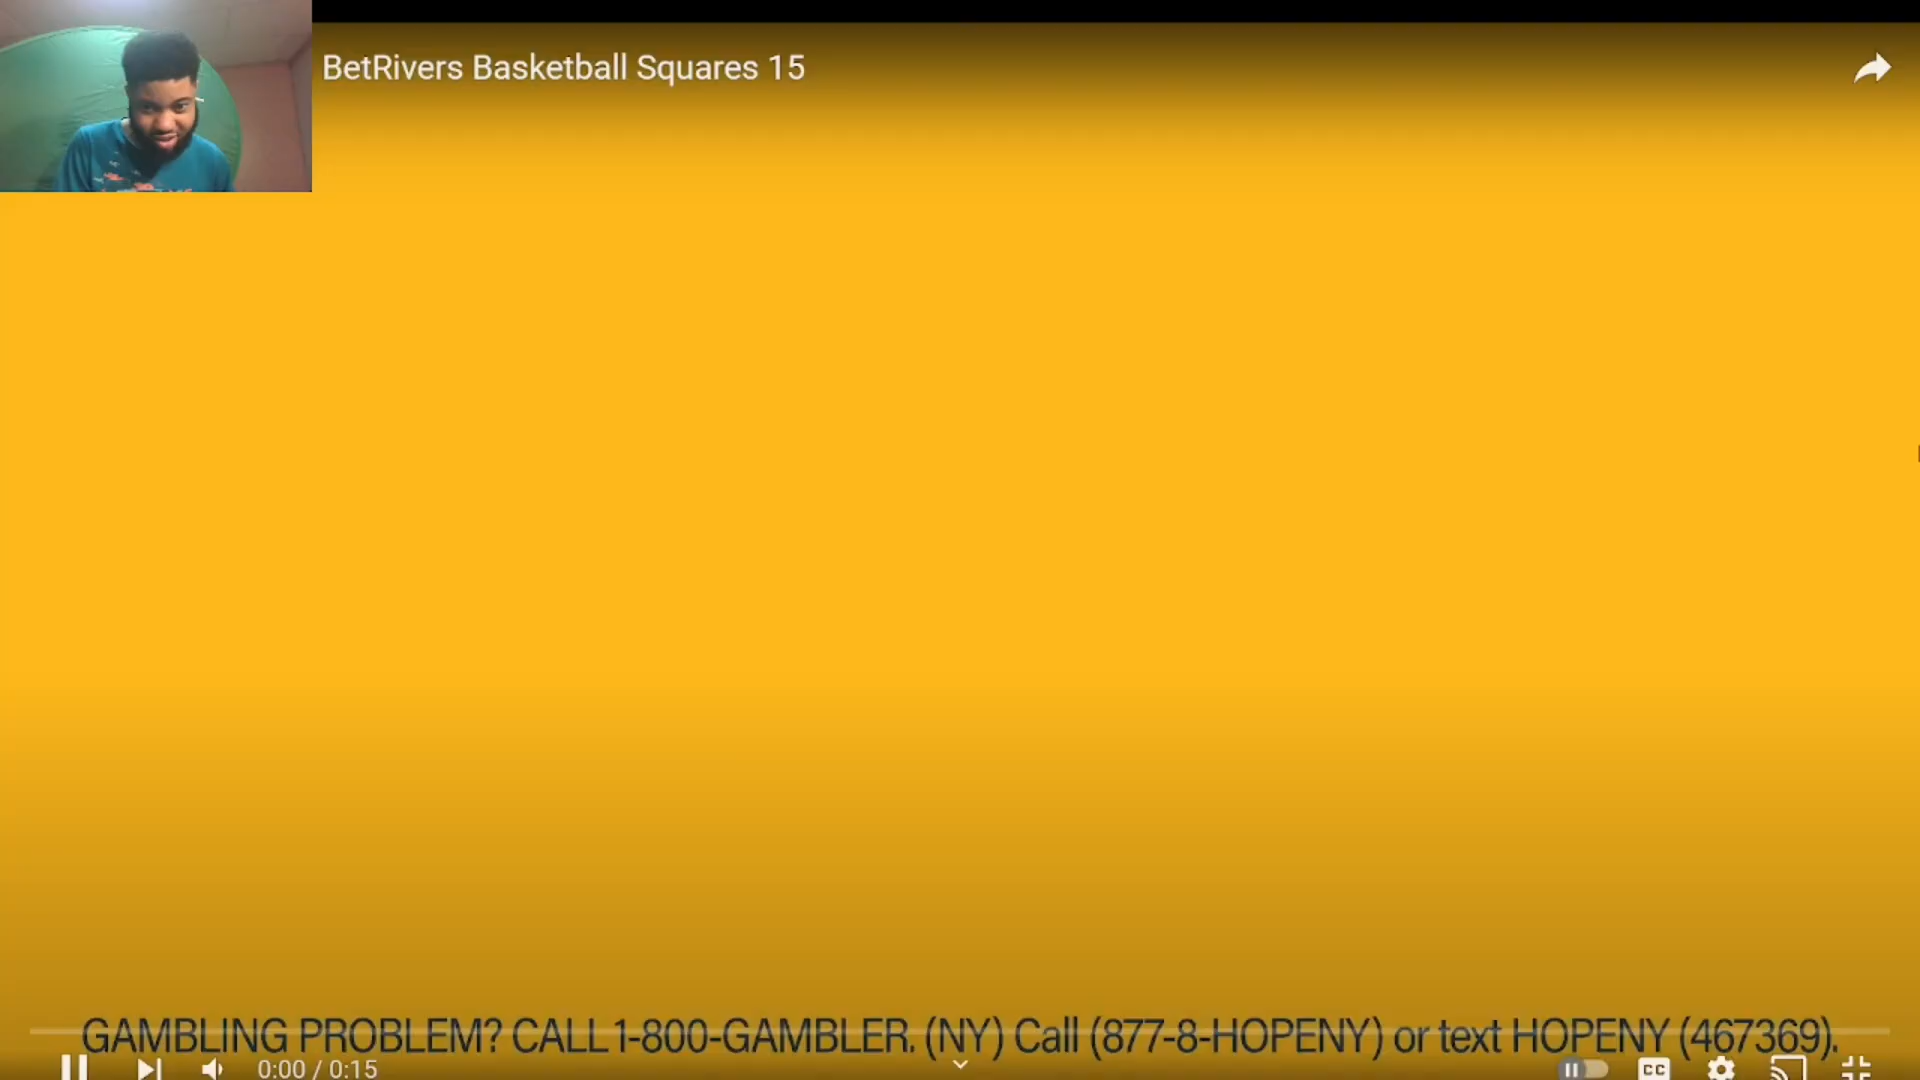 BetRivers Basketball Squares 15
GAMBLING PROBLEM? CALL 1-800-GAMBLER. (NY) Call (877-8-HOPENY) or text HOPENY (467369).
0:00 / 0:15
CC